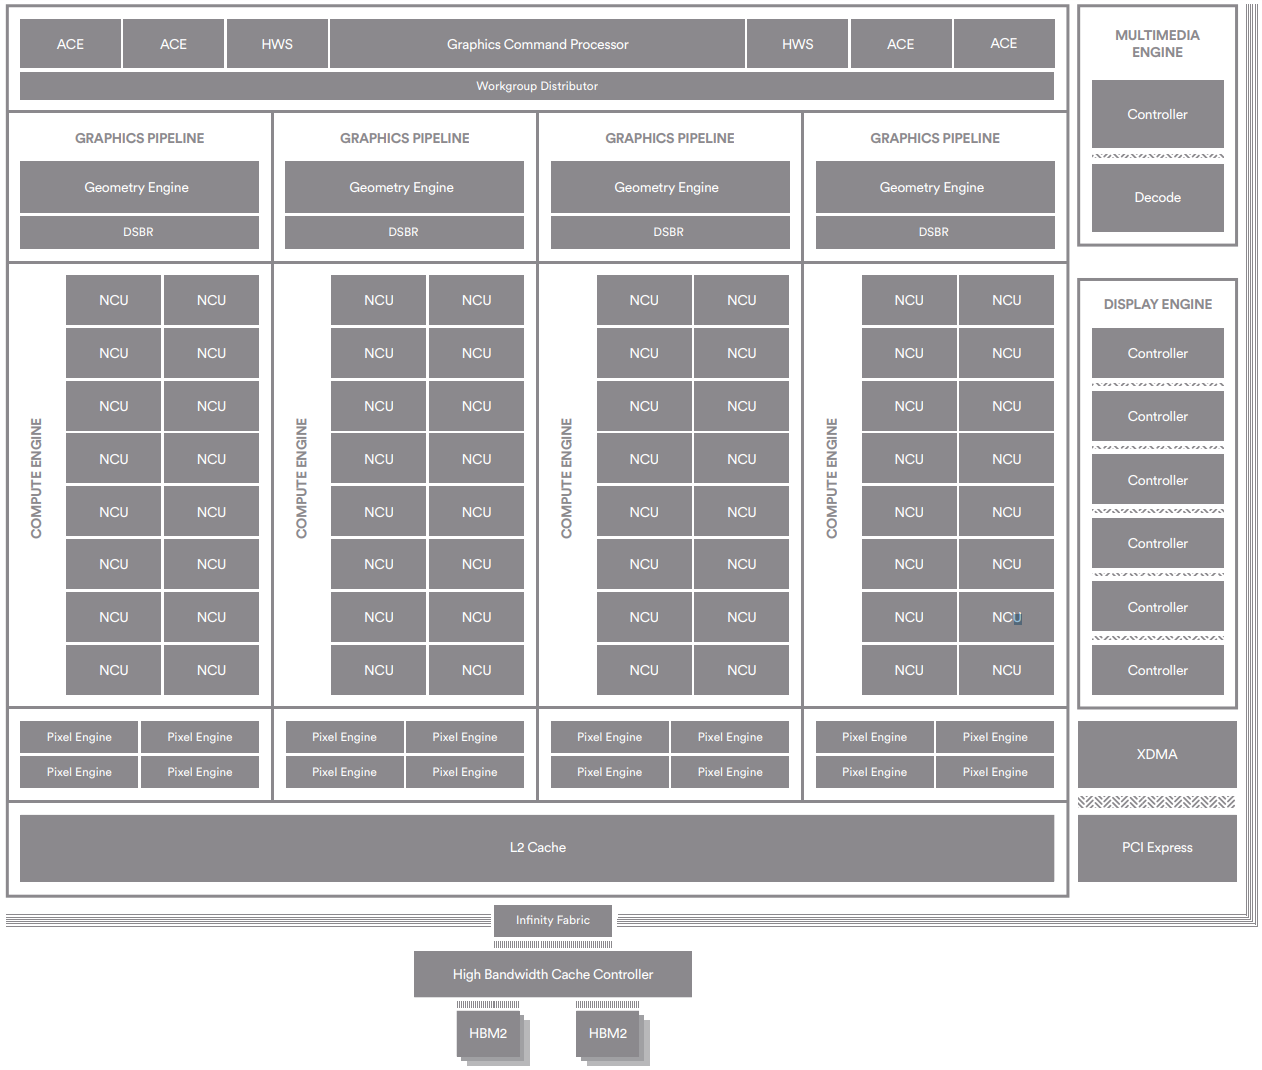 ACE ACE HWS Graphics Command Processor HWS ACE ACE
Workgroup Distributor
GRAPHICS PIPELINE GRAPHICS PIPELINE GRAPHICS PIPELINE GRAPHICS PIPELINE
Geometry Engine Geometry Engine Geometry Engine Geometry Engine
DSBR DSBR DSBR DSBR
COMPUTE ENGINE COMPUTE ENGINE COMPUTE ENGINE COMPUTE ENGINE
NCU NCU NCU NCU NCU NCU NCU NCU
NCU NCU NCU NCU NCU NCU NCU NCU
NCU NCU NCU NCU NCU NCU NCU NCU
NCU NCU NCU NCU NCU NCU NCU NCU
NCU NCU NCU NCU NCU NCU NCU NCU
NCU NCU NCU NCU NCU NCU NCU NCU
NCU NCU NCU NCU NCU NCU NCU NCU
NCU NCU NCU NCU NCU NCU NCU NCU
Pixel Engine Pixel Engine Pixel Engine Pixel Engine Pixel Engine Pixel Engine Pixel Engine Pixel Engine
Pixel Engine Pixel Engine Pixel Engine Pixel Engine Pixel Engine Pixel Engine Pixel Engine Pixel Engine
L2 Cache
MULTIMEDIA
ENGINE
Controller
Decode
DISPLAY ENGINE
Controller
Controller
Controller
Controller
Controller
Controller
XDMA
PCI Express
Infinity Fabric
High Bandwidth Cache Controller
HBM2 HBM2